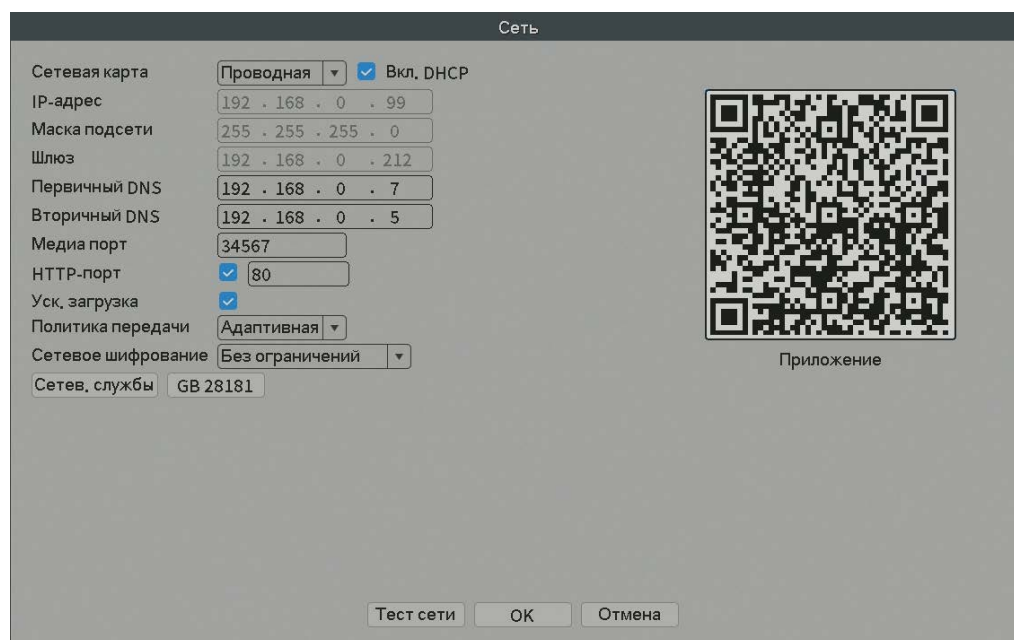 Сеть
Сетевая карта Проводная Вкл. DHCP
IP-адрес 192 . 168 . 0 . 99
Маска подсети 255 . 255 . 255 . 0
Шлюз 192 . 168 . 0 . 212
Первичный DNS 192 . 168 . 0 . 7
Вторичный DNS 192 . 168 . 0 . 5
Медиа порт 34567
HTTP-порт 80
Уск. загрузка
Политика передачи Адаптивная
Сетевое шифрование Без ограничений
Приложение
Сетев. службы GB 28181
Тест сети OK Отмена